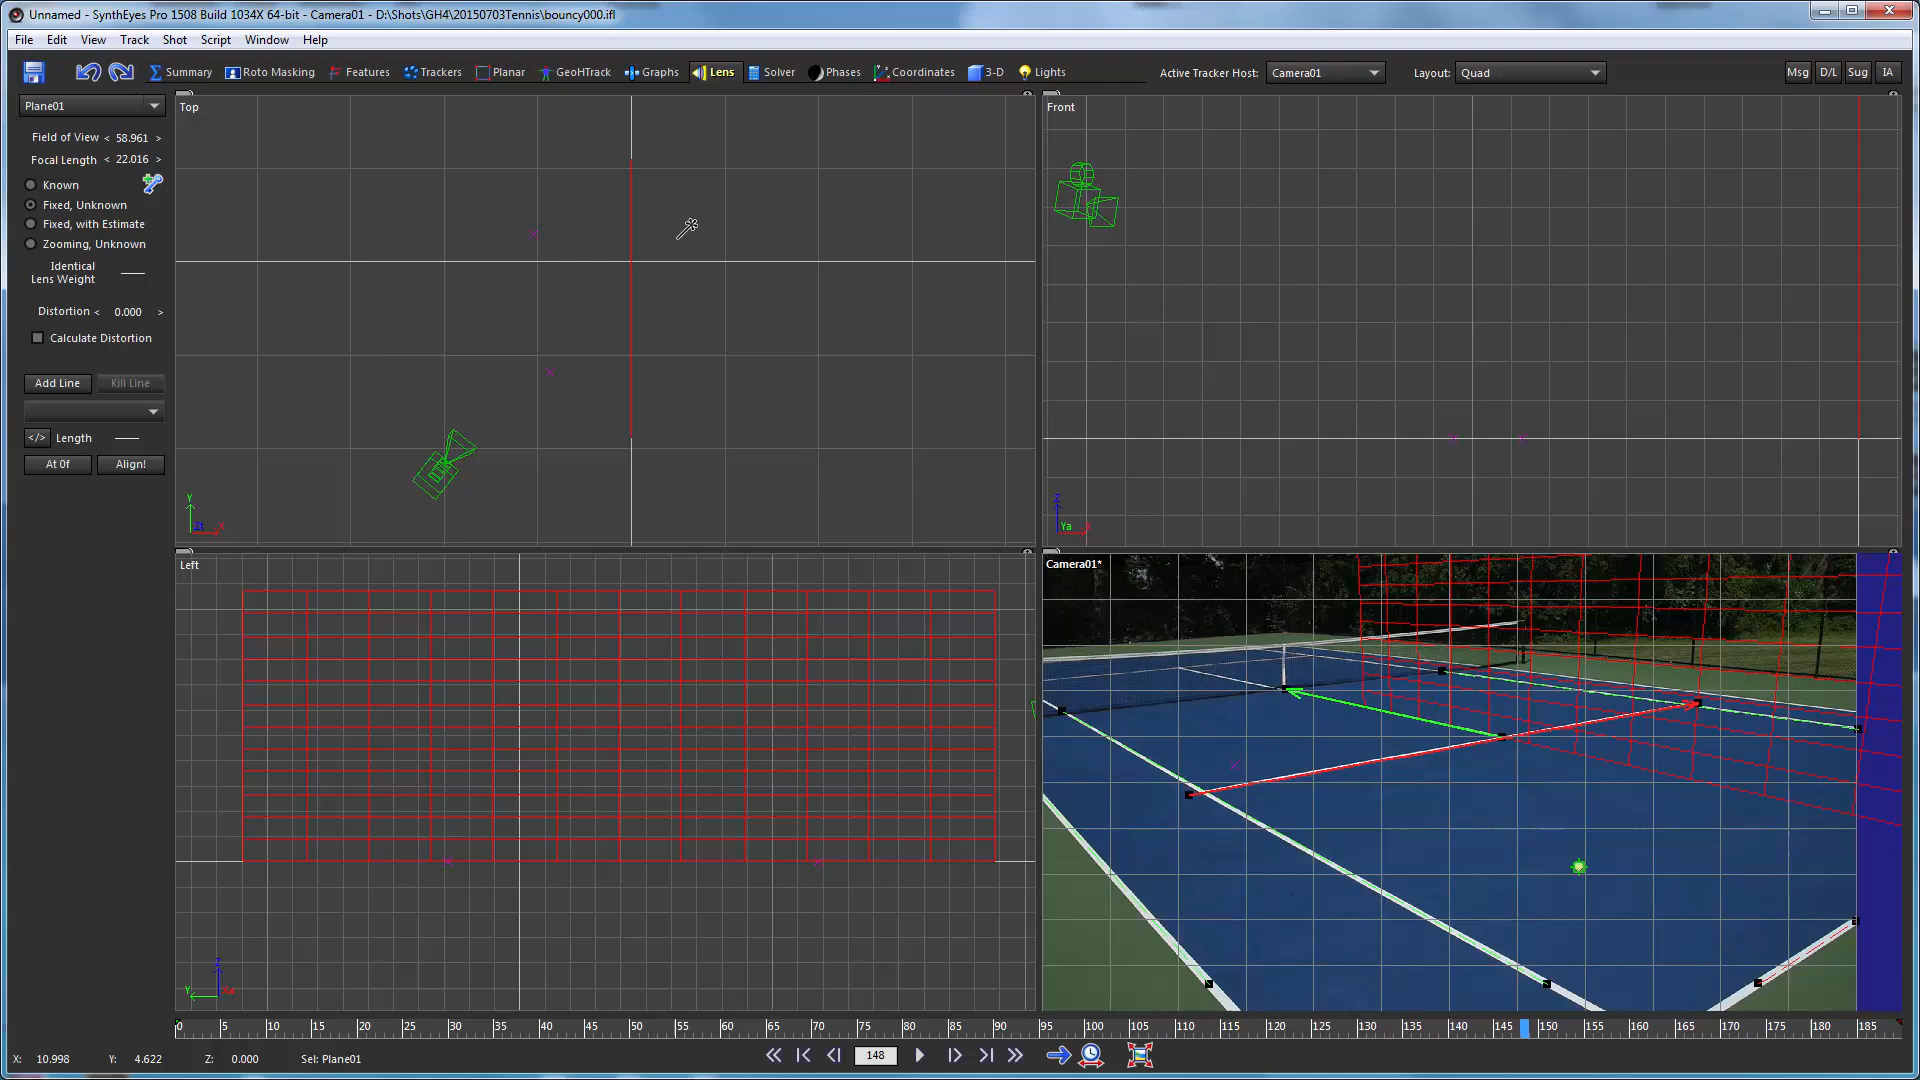 Unnamed - SynthEyes Pro 1508 Build 1034X 64-bit - Camera01 - D:\Shots\GH4\20150703Tennis\bouncy000.ifl
File Edit View Track Shot Script Window Help
Summary Roto Masking Features Trackers Planar GeoHTrack Graphs Lens Solver Phases Coordinates 3-D Lights Active Tracker Host: Camera01 Layout: Quad Msg D/L Sug IA
Plane01
Field of View < 58.961 >
Focal Length < 22.016 >
Known
Fixed, Unknown
Fixed, with Estimate
Zooming, Unknown
Identical
Lens Weight
Distortion < 0.000 >
Calculate Distortion
Add Line Kill Line
</> Length
At 0f Align!
Top
Y
Zt X
Front
Z
Ya X
Left
Z
Y
Camera01*
0 5 10 15 20 25 30 35 40 45 50 55 60 65 70 75 80 85 90 95 100 105 110 115 120 125 130 135 140 145 150 155 160 165 170 175 180 185
X: 10.998 Y: 4.622 Z: 0.000 Sel: Plane01 148